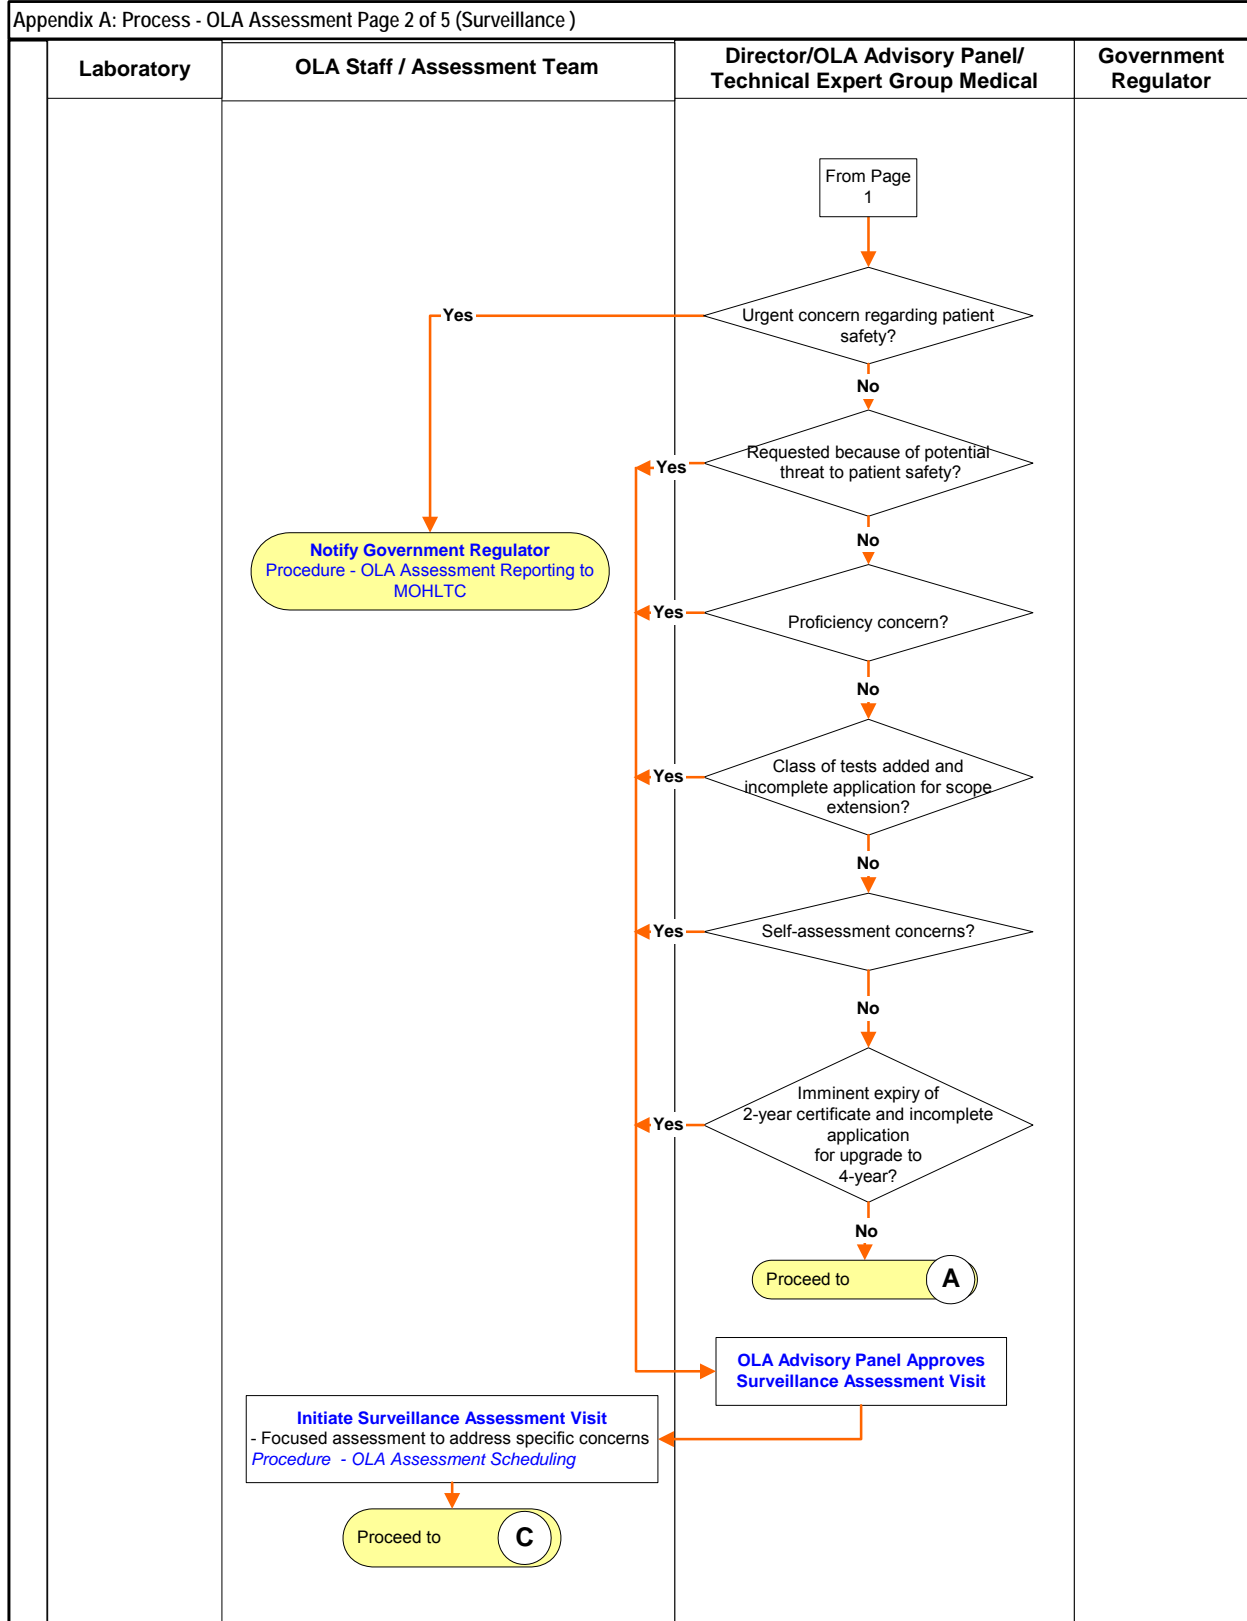 Appendix A: Process - OLA Assessment Page 2 of 5 (Surveillance )
Laboratory
OLA Staff / Assessment Team
Director/OLA Advisory Panel/
Technical Expert Group Medical
Government
Regulator
From Page
1
Urgent concern regarding patient
safety?
Yes
No
Requested because of potential
threat to patient safety?
Yes
No
Notify Government Regulator
Procedure - OLA Assessment Reporting to
MOHLTC
Proficiency concern?
Yes
No
Class of tests added and
incomplete application for scope
extension?
Yes
No
Self-assessment concerns?
Yes
No
Imminent expiry of
2-year certificate and incomplete
application
for upgrade to
4-year?
Yes
No
Proceed to A
OLA Advisory Panel Approves
Surveillance Assessment Visit
Initiate Surveillance Assessment Visit
- Focused assessment to address specific concerns
Procedure - OLA Assessment Scheduling
Proceed to C